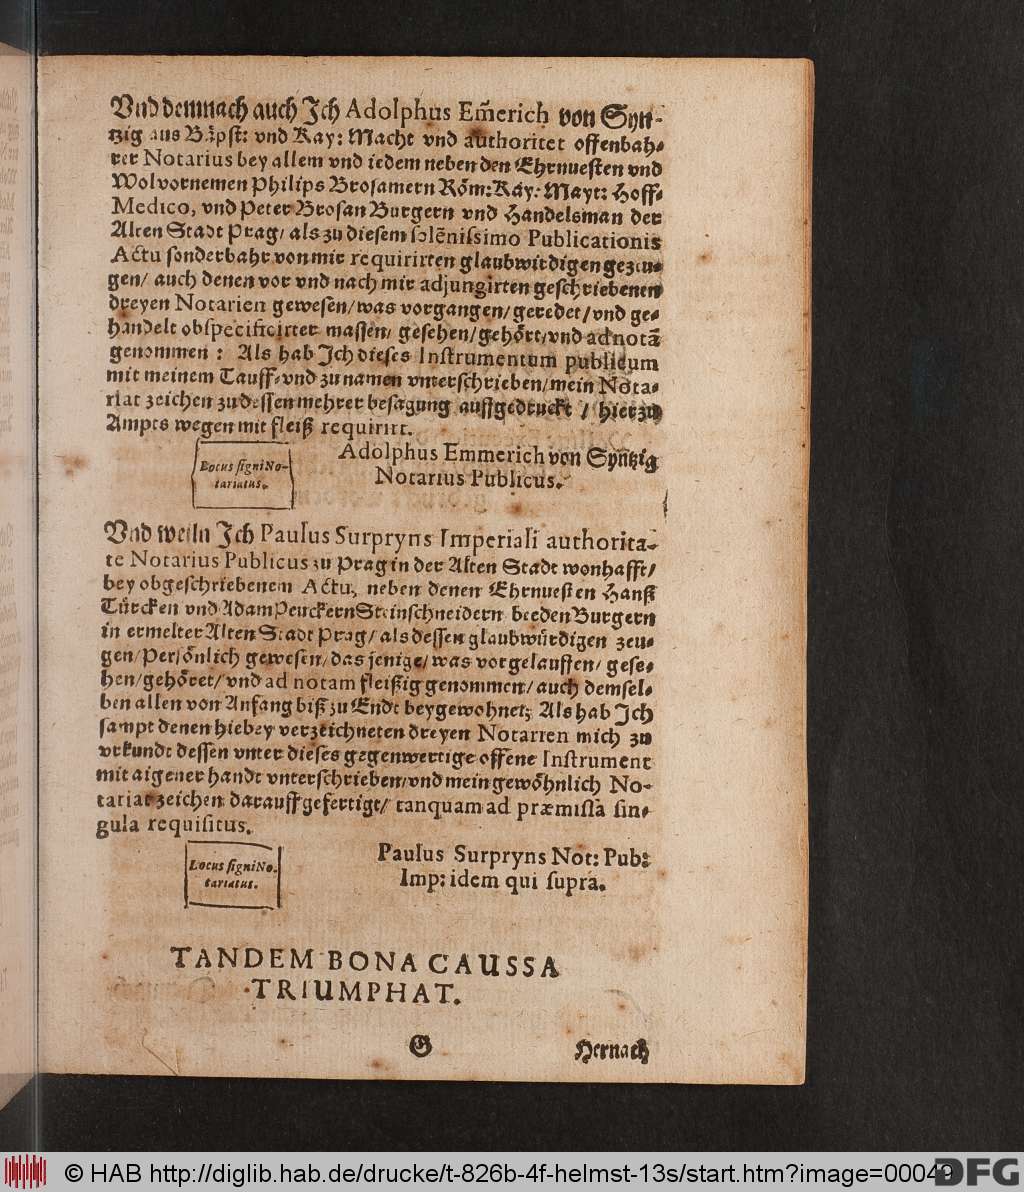 Vnd demnach auch Ich Adolphus Em̃erich von Syn-
tzig aus Bäpst: vnd Kay: Macht vnd authoritet offenbah-
rer Notarius bey allem vnd iedem neben den Ehrnuesten vnd
Wolvornemen Philips Brosamern Röm: Kay: Mayt: Hoff-
Medico, vnd Peter Brosan Burgern vnd Handelsman der
Alten Stadt Prag/ als zu diesem solẽnissimo Publicationis
Actu sonderbahr von mir requirirten glaubwirdigen gezeu-
gen/ auch denen vor vnd nach mir adjungirten geschriebenen
dreyen Notarien gewesen/ was vorgangen/ geredet/ vnd ge-
handelt obspecificirter massen/ gesehen/ gehört/ vnd ad notã
genommen: Als hab Ich dieses Instrumentum publicum
mit meinem Tauff- vnd zunamen vnterschrieben/ mein Nota-
riat zeichen zu dessen mehrer besagung auffgedruckt/ hierzu
Ampts wegen mit fleiß requirirt.
Locus signi No-
tariatus.
Adolphus Emmerich von Syntzig
Notarius Publicus.
Vnd weiln Ich Paulus Surpryns Imperiali authorita-
te Notarius Publicus zu Prag in der Alten Stadt wonhafft/
bey obgeschriebenem Actu, neben denen Ehrnuesten Hanß
Türcken vnd Adam Peuckern Steinschneidern beeden Burgern
in ermelter Alten Stadt Prag/ als dessen glaubwürdigen zeu-
gen/ Persönlich gewesen/ das jenige/ was vorgelauffen/ gese-
hen/ gehöret/ vnd ad notam fleißig genommen/ auch demsel-
ben allen von Anfang biß zu Endt beygewohnet; Als hab Ich
sampt denen hiebey verzeichneten dreyen Notarien mich zu
vrkundt dessen vnter dieses gegenwertige offene Instrument
mit aigener handt vnterschrieben/ vnd mein gewöhnlich No-
tariat zeichen darauff gefertigt/ tanquam ad præmissa sin-
gula requisitus.
Locus signi No-
tariatus.
Paulus Surpryns Not: Pub:
Imp: idem qui supra.
TANDEM BONA CAUSSA
TRIUMPHAT.
G
Hernach
© HAB http://diglib.hab.de/drucke/t-826b-4f-helmst-13s/start.htm?image=00049
DFG